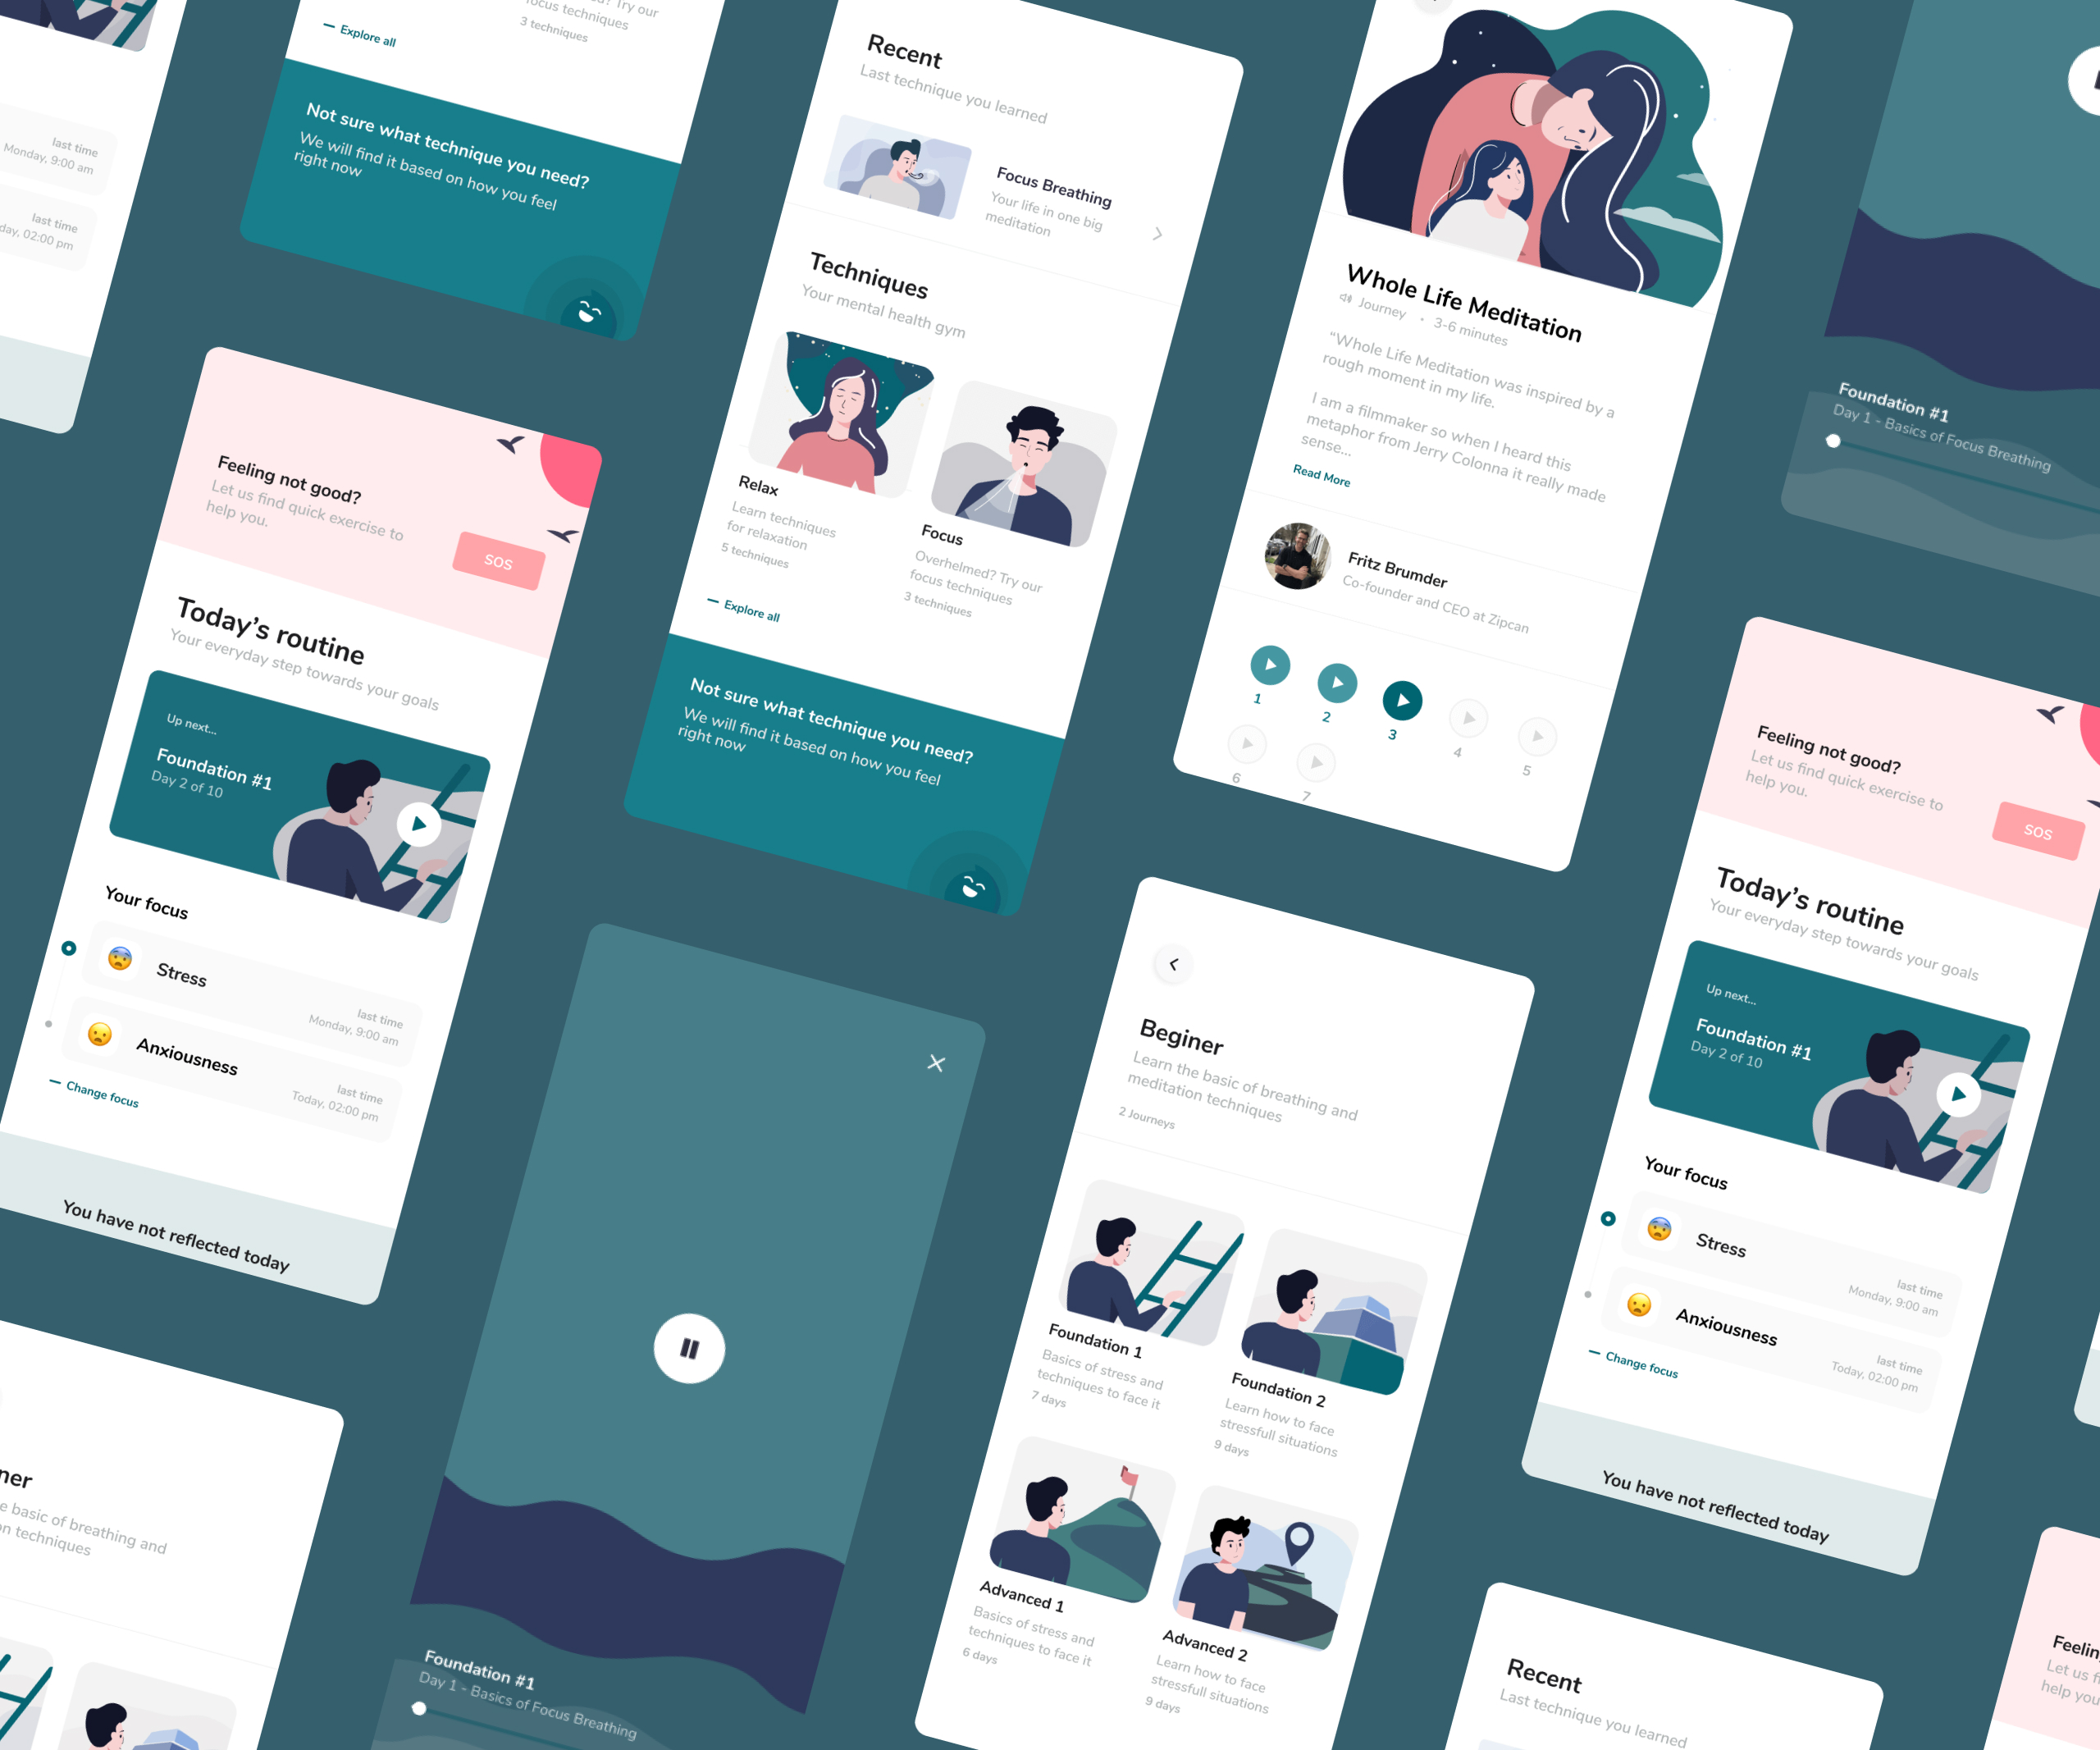 last time
Monday, 9:00 am
last time
02:00 pm
Try our
focus techniques
3 techniques
Explore all
Not sure what technique you need?
We will find it based on how you feel
right now
Recent
Last technique you learned
Focus Breathing
Your life in one big
meditation
Techniques
Your mental health gym
Relax
Learn techniques
for relaxation
5 techniques
Focus
Overhelmed? Try our
focus techniques
3 techniques
Explore all
Not sure what technique you need?
We will find it based on how you feel
right now
Whole Life Meditation
Journey • 3-6 minutes
“Whole Life Meditation was inspired by a
rough moment in my life.
I am a filmmaker so when I heard this
metaphor from Jerry Colonna it really made
sense...
Read More
Fritz Brumder
Co-founder and CEO at Zipcan
1
2
3
4
5
6
7
Foundation #1
Day 1 - Basics of Focus Breathing
Feeling not good?
Let us find quick exercise to
help you.
SOS
Today’s routine
Your everyday step towards your goals
Up next...
Foundation #1
Day 2 of 10
Your focus
Stress
last time
Monday, 9:00 am
Anxiousness
last time
Today, 02:00 pm
Change focus
You have not reflected today
basic of breathing and
techniques
Foundation #1
Day 1 - Basics of Focus Breathing
Beginer
Learn the basic of breathing and
meditation techniques
2 Journeys
Foundation 1
Basics of stress and
techniques to face it
7 days
Foundation 2
Learn how to face
stressfull situations
9 days
Advanced 1
Basics of stress and
techniques to face it
6 days
Advanced 2
Learn how to face
stressfull situations
9 days
Feeling not good?
Let us find quick exercise to
help you.
SOS
Today’s routine
Your everyday step towards your goals
Up next...
Foundation #1
Day 2 of 10
Your focus
Stress
last time
Monday, 9:00 am
Anxiousness
last time
Today, 02:00 pm
Change focus
You have not reflected today
Recent
Last technique you learned
Let us
help you